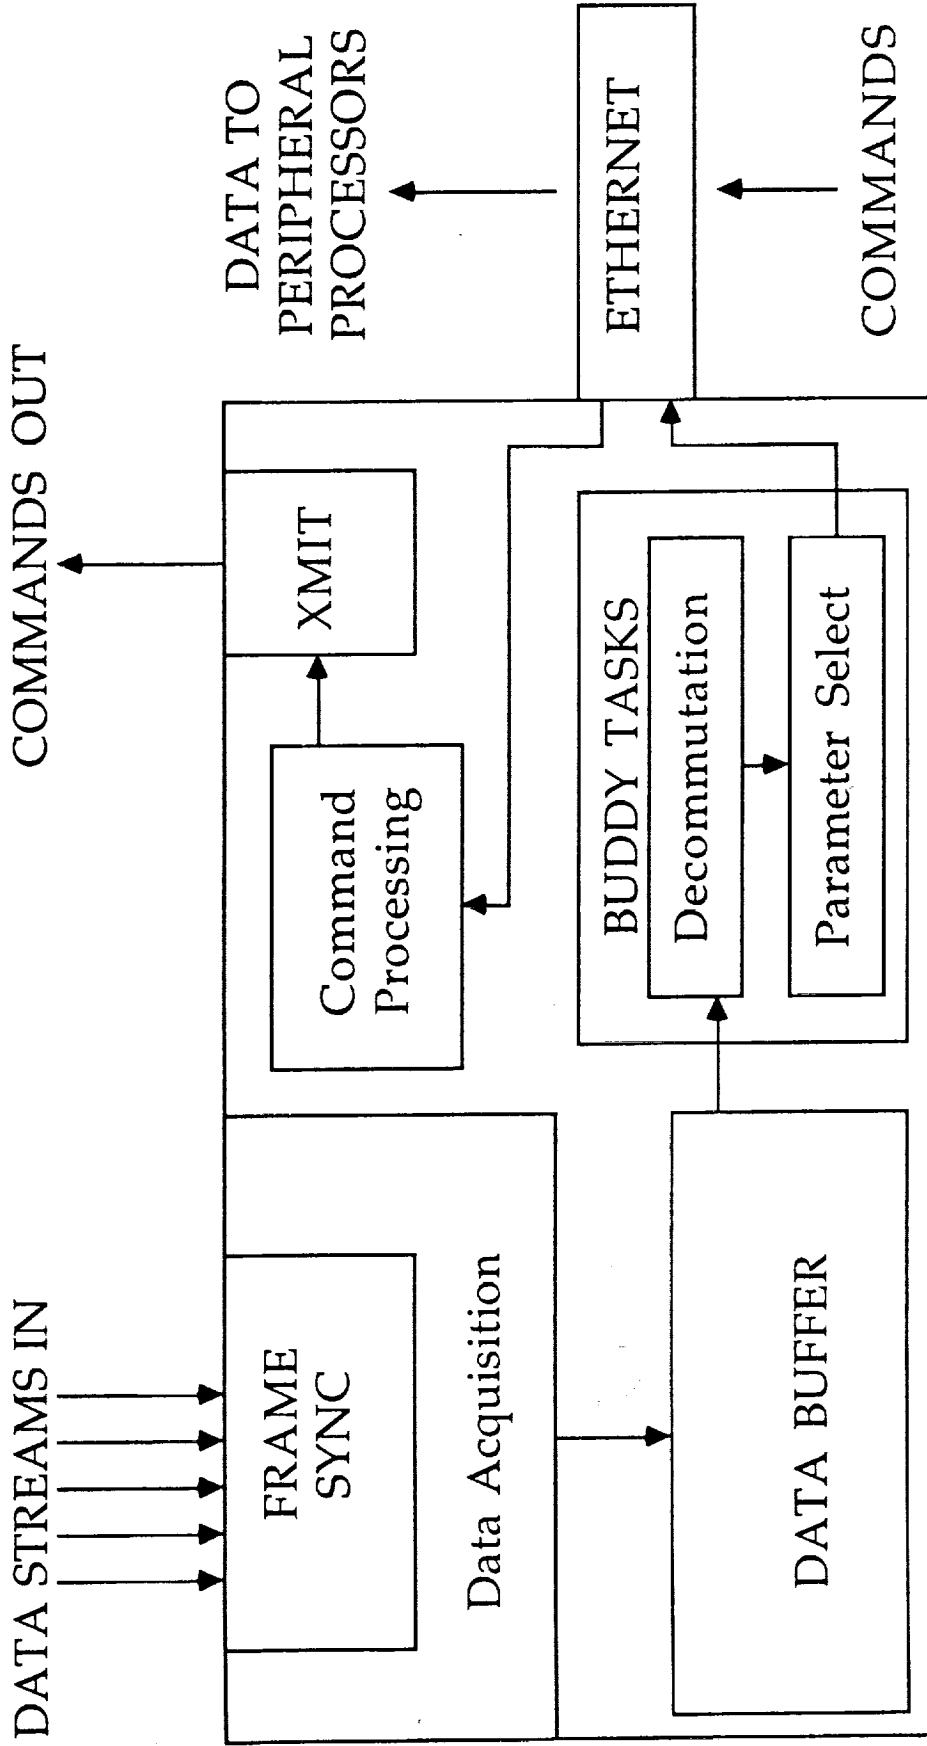 DATA STREAMS IN
COMMANDS OUT
FRAME
SYNC
Data Acquisition
DATA BUFFER
Command
Processing
XMIT
BUDDY TASKS
Decommutation
Parameter Select
DATA TO
PERIPHERAL
PROCESSORS
ETHERNET
COMMANDS